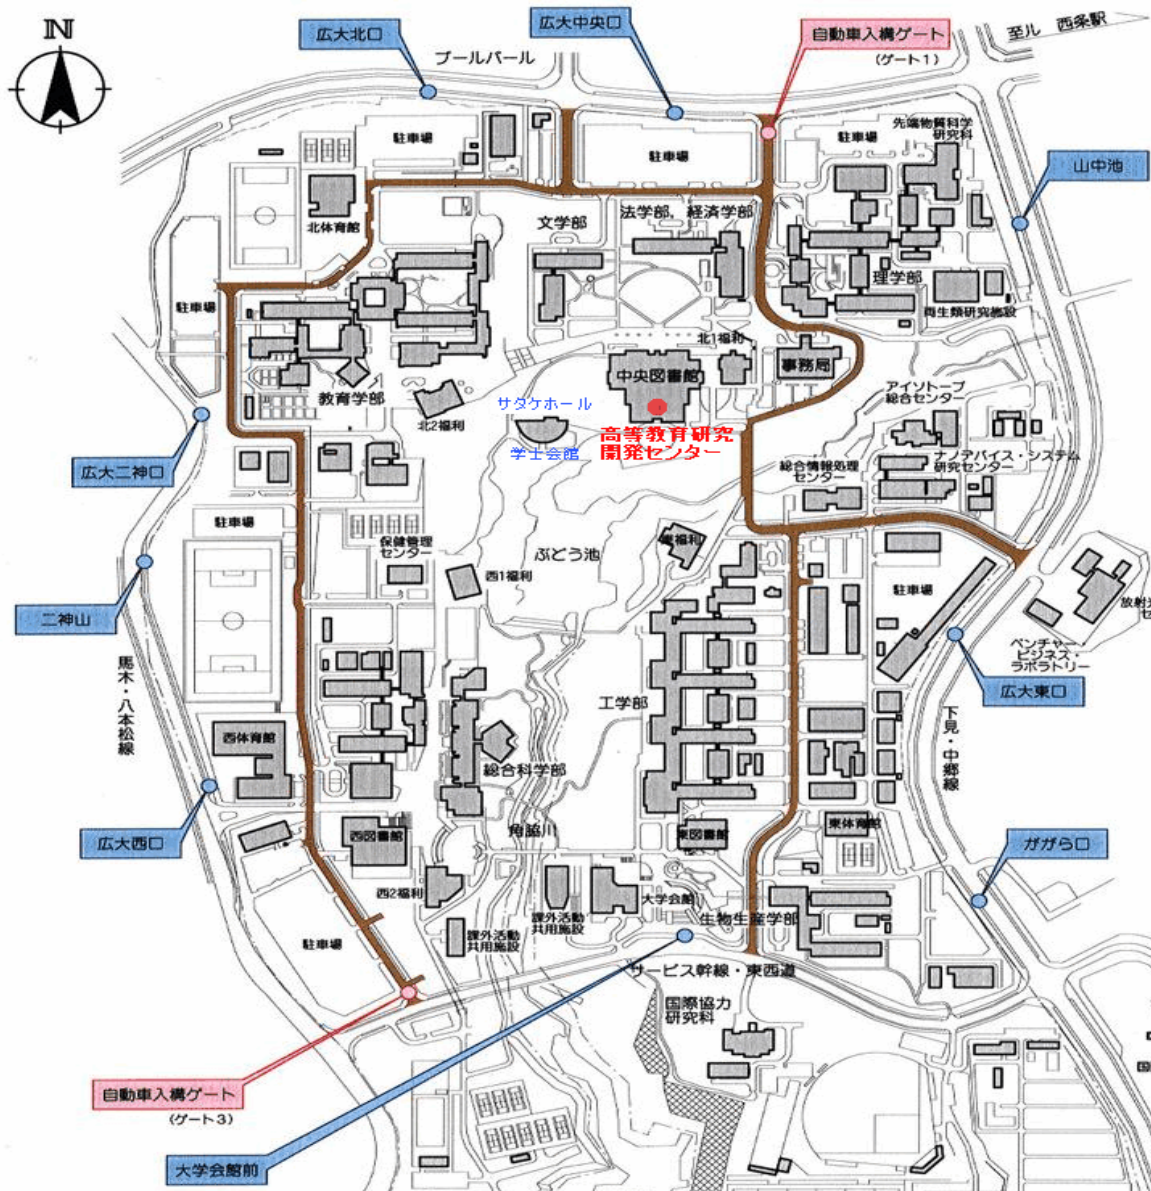 N
広大北口
広大中央口
自動車入構ゲート
(ゲート1)
至ル 西条駅
ブールバール
駐車場
駐車場
駐車場
先端物質科学
研究科
山中池
北体育館
文学部
法学部, 経済学部
理学部
両生類研究施設
駐車場
北1福利
中央図書館
事務局
教育学部
北2福利
サタケホール
学士会館
高等教育研究
開発センター
アイソトープ
総合センター
総合情報処理
センター
ナノデバイス・システム
研究センター
広大二神口
駐車場
保健管理
センター
ぶどう池
西1福利
駐車場
二神山
ベンチャー
ビジネス・
ラボラトリー
広大東口
馬木・八本松線
工学部
下見・中郷線
西体育館
総合科学部
角脇川
広大西口
西図書館
東図書館
東体育館
ががら口
西2福利
大学会館
課外活動
共用施設
課外活動
共用施設
生物生産学部
駐車場
サービス幹線・東西道
国際協力
研究科
自動車入構ゲート
(ゲート3)
大学会館前